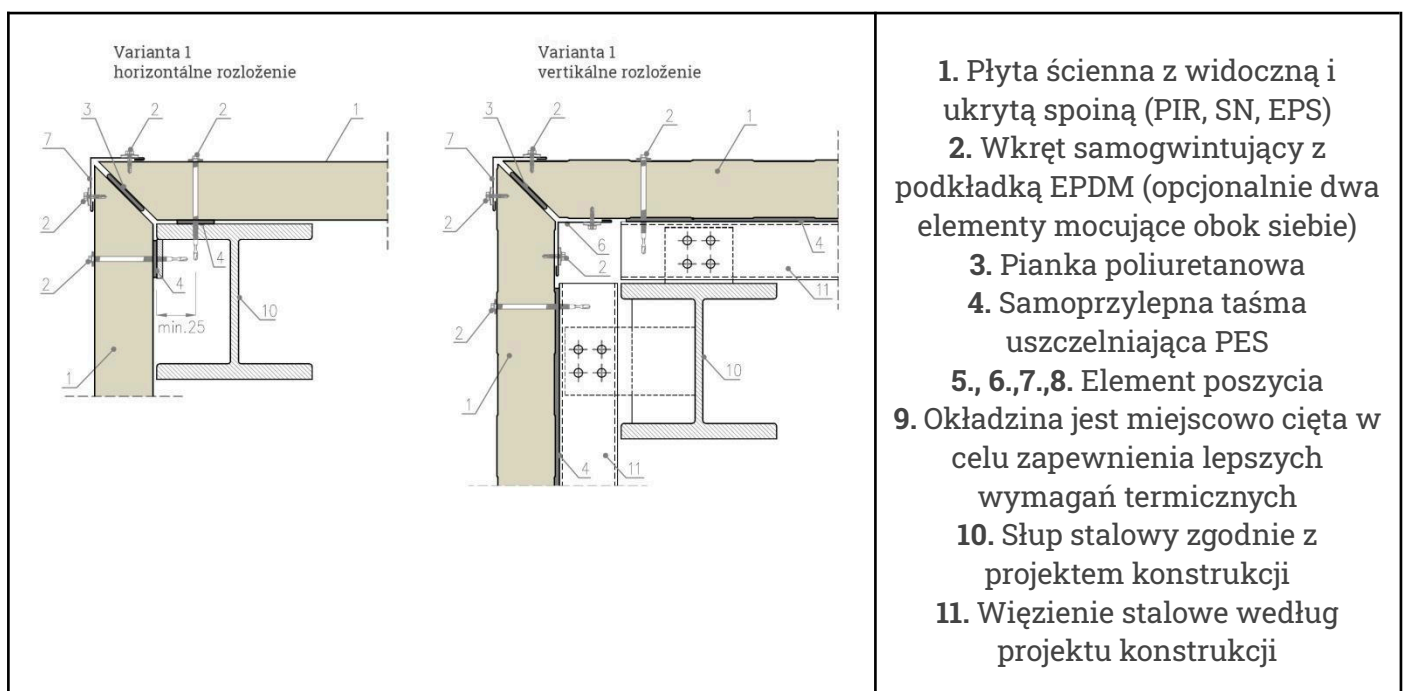 Varianta 1
horizontálne rozloženie
3
2
2
1
7
2
2
4
4
10
min.25
1
Varianta 1
vertikálne rozloženie
3
2
2
1
7
2
6
4
2
11
2
10
1
4
11
1. Płyta ścienna z widoczną i
ukrytą spoiną (PIR, SN, EPS)
2. Wkręt samogwintujący z
podkładką EPDM (opcjonalnie dwa
elementy mocujące obok siebie)
3. Pianka poliuretanowa
4. Samoprzylepna taśma
uszczelniająca PES
5., 6.,7.,8. Element poszycia
9. Okładzina jest miejscowo cięta w
celu zapewnienia lepszych
wymagań termicznych
10. Słup stalowy zgodnie z
projektem konstrukcji
11. Więzienie stalowe według
projektu konstrukcji